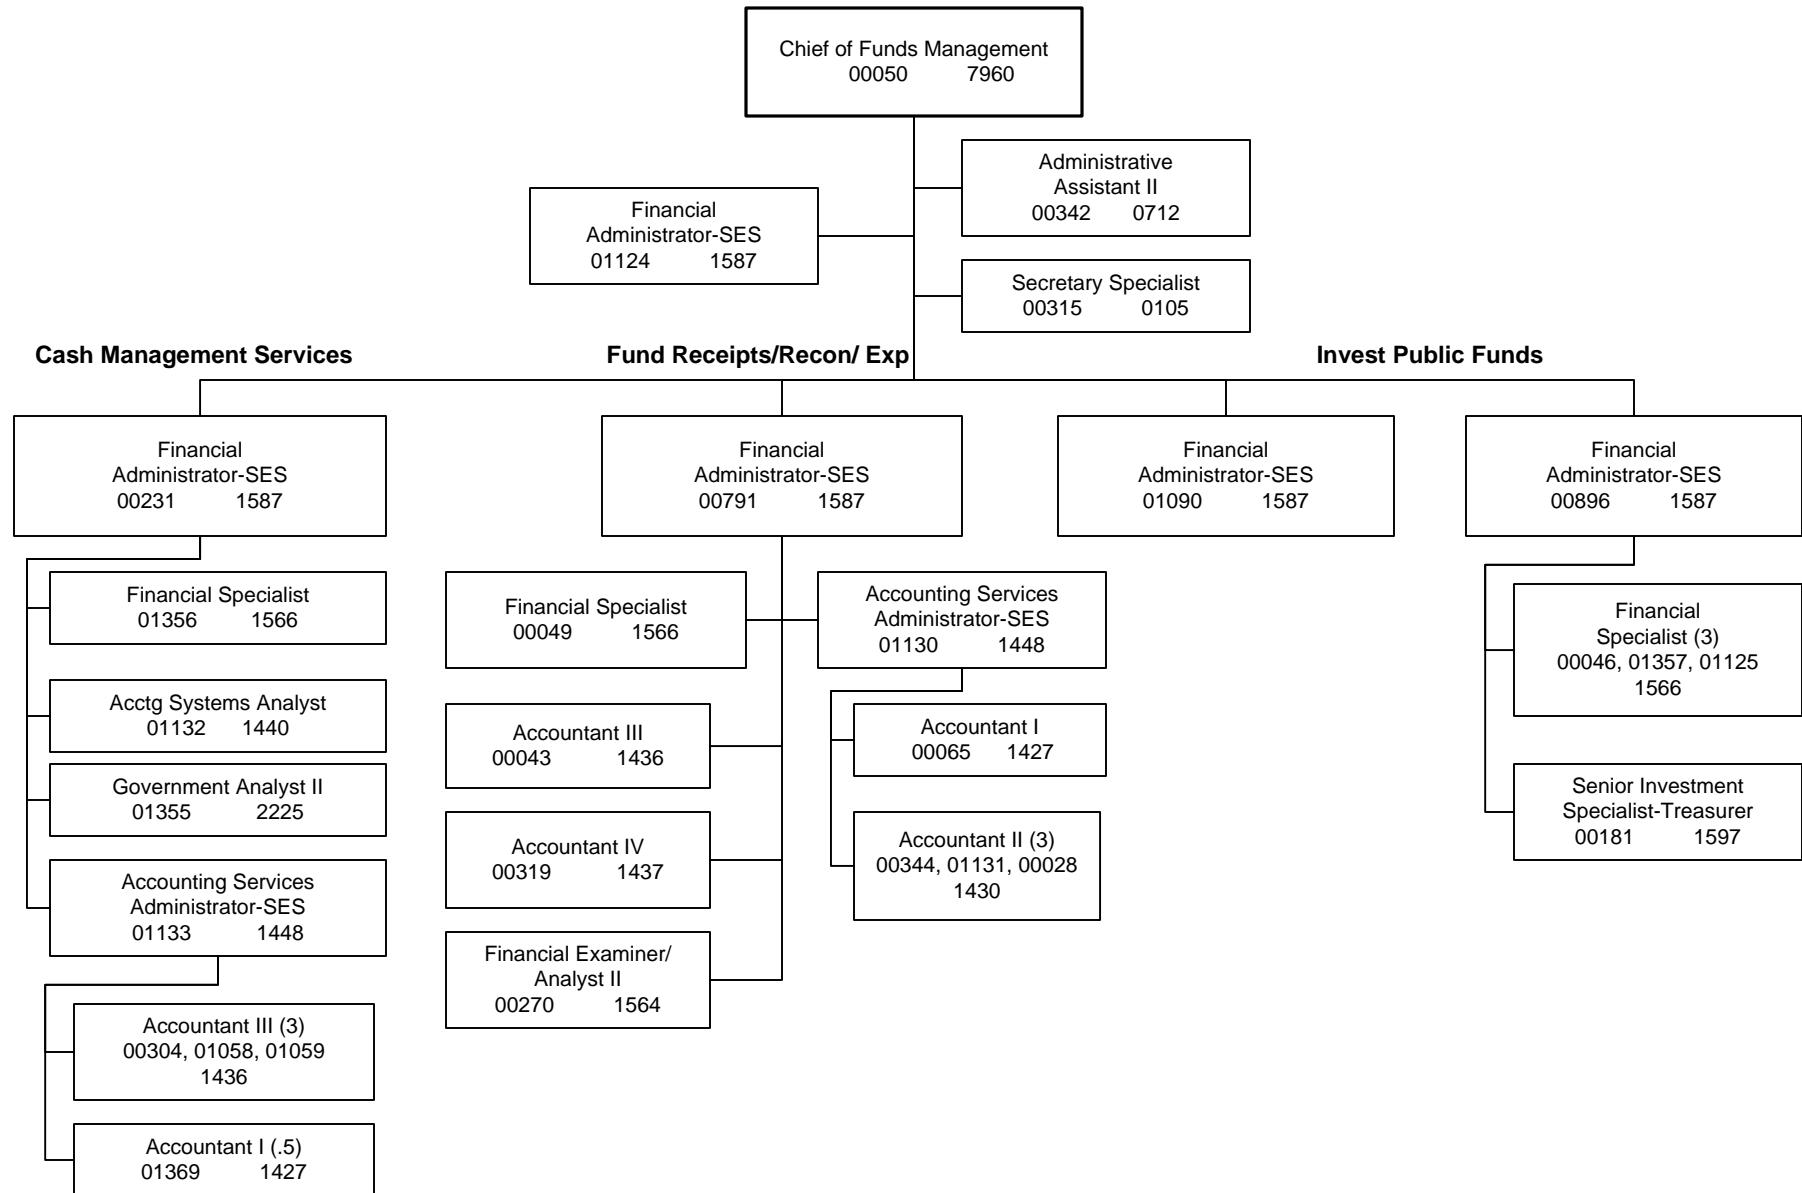 Chief of Funds Management
00050 7960
Administrative
Assistant II
00342 0712
Financial
Administrator-SES
01124 1587
Secretary Specialist
00315 0105
Cash Management Services
Fund Receipts/Recon/ Exp
Invest Public Funds
Financial
Administrator-SES
00231 1587
Financial
Administrator-SES
00791 1587
Financial
Administrator-SES
01090 1587
Financial
Administrator-SES
00896 1587
Financial Specialist
01356 1566
Acctg Systems Analyst
01132 1440
Government Analyst II
01355 2225
Accounting Services
Administrator-SES
01133 1448
Accountant III (3)
00304, 01058, 01059
1436
Accountant I (.5)
01369 1427
Financial Specialist
00049 1566
Accountant III
00043 1436
Accountant IV
00319 1437
Financial Examiner/
Analyst II
00270 1564
Accounting Services
Administrator-SES
01130 1448
Accountant I
00065 1427
Accountant II (3)
00344, 01131, 00028
1430
Financial
Specialist (3)
00046, 01357, 01125
1566
Senior Investment
Specialist-Treasurer
00181 1597